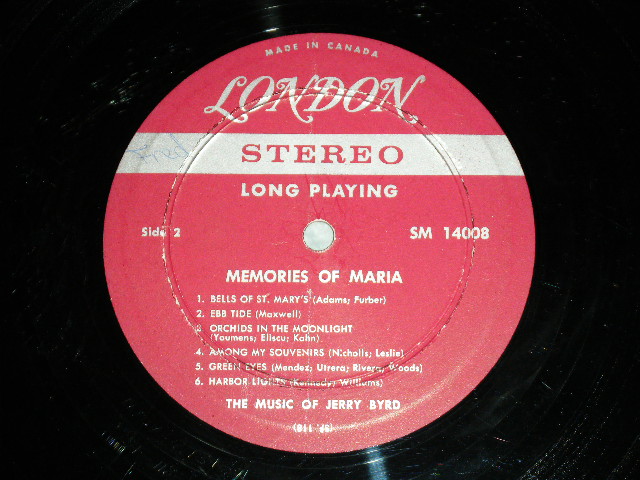 MADE IN CANADA
LONDON
STEREO
LONG PLAYING
Side 2
SM 14008
MEMORIES OF MARIA
1. BELLS OF ST. MARY'S (Adams; Furber)
2. EBB TIDE (Maxwell)
3. ORCHIDS IN THE MOONLIGHT
(Youmens; Eliscu; Kahn)
4. AMONG MY SOUVENIRS (Nicholls; Leslie)
5. GREEN EYES (Mendez; Utrera; Rivera; Woods)
6. HARBOR LIGHTS (Kennedy; Williams)
THE MUSIC OF JERRY BYRD